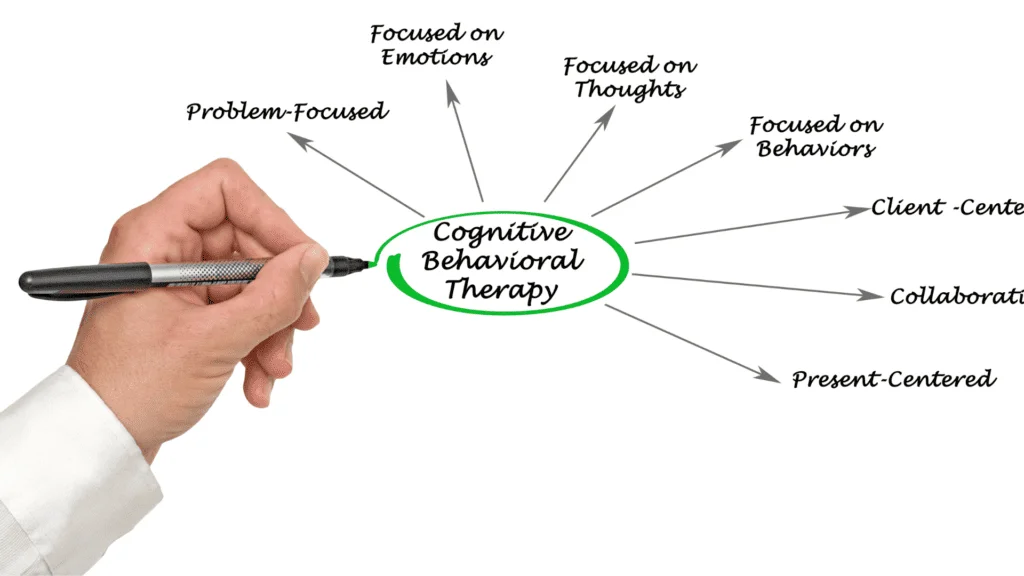 Focused on
Emotions
Focused on
Thoughts
Problem-Focused
Focused on
Behaviors
Client -Cente
Cognitive
Behavioral
Therapy
Collaborati
Present-Centered